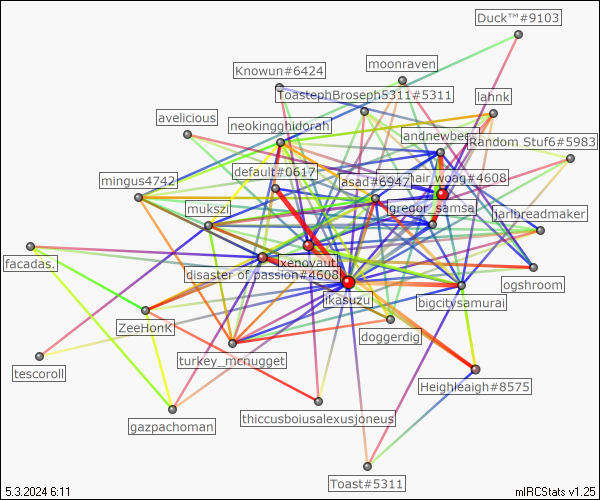 Duck™#9103
moonraven
Knowun#6424
ToastephBroseph5311#5311
lahnk
avelicious
neokingghidorah
andnewbee
Random Stuf6#5983
default#0617
asad#6947
hair woag#4608
mingus4742
mukszi
gregor_samsa
jarlbreadmaker
xenovaut
facadas.
disaster of passion#4608
ogshroom
ikasuzu
bigcitysamurai
ZeeHonK
doggerdig
turkey_mcnugget
tescoroll
Heighleaigh#8575
thiccusboiusalexusjoneus
gazpachoman
Toast#5311
5.3.2024 6:11
mIRCStats v1.25